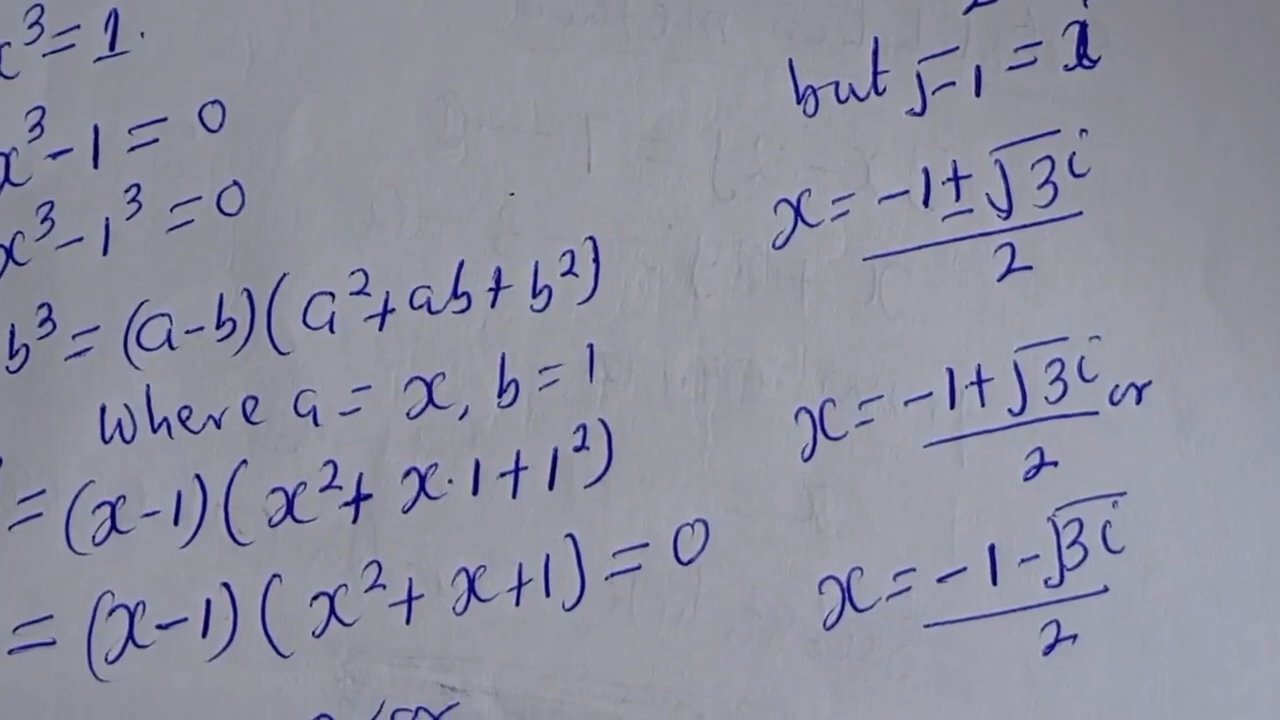 x³ = 1.
x³ - 1 = 0
x³ - 1³ = 0
b³ = (a-b)(a² + ab + b²)
where a = x, b = 1
= (x-1)(x² + x·1 + 1²)
= (x-1)(x² + x + 1) = 0
or
but √-1 = i
x = (-1 ± √3i)/2
x = (-1 + √3i)/2 or
x = (-1 - √3i)/2